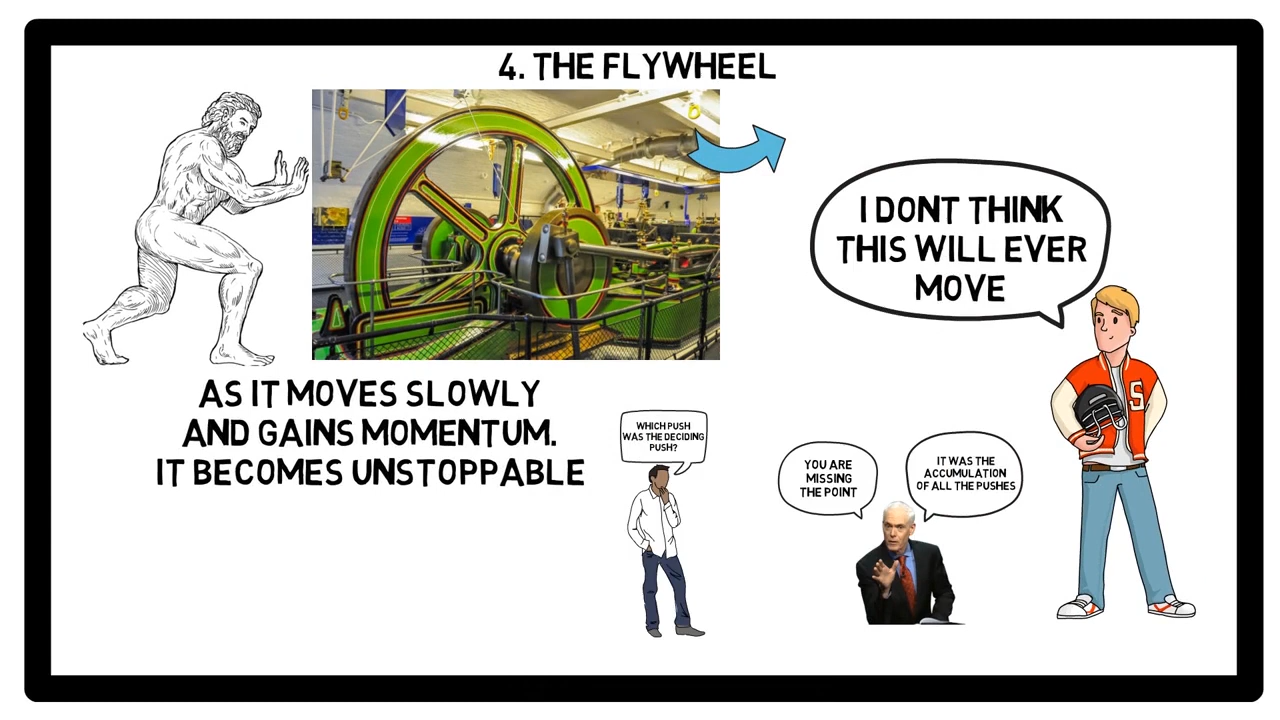 4. THE FLYWHEEL
I DONT THINK
THIS WILL EVER
MOVE
S
AS IT MOVES SLOWLY
AND GAINS MOMENTUM.
IT BECOMES UNSTOPPABLE
WHICH PUSH
WAS THE DECIDING
PUSH?
YOU ARE
MISSING
THE POINT
IT WAS THE
ACCUMULATION
OF ALL THE PUSHES